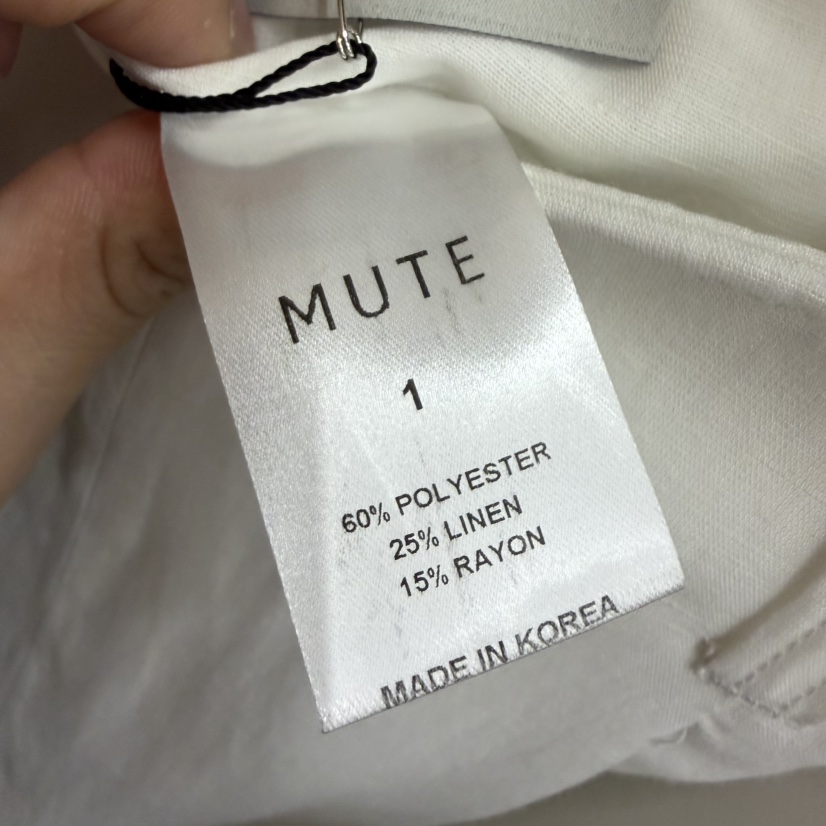 MUTE
1
60% POLYESTER
25% LINEN
15% RAYON
MADE IN KOREA